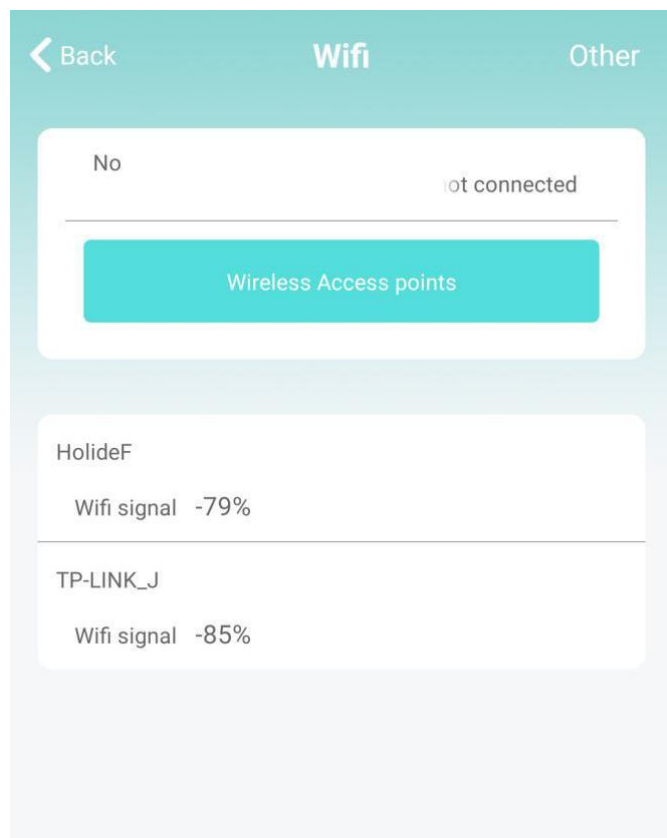 Back Wifi Other
No
ot connected
Wireless Access points
HolideF
Wifi signal -79%
TP-LINK_J
Wifi signal -85%